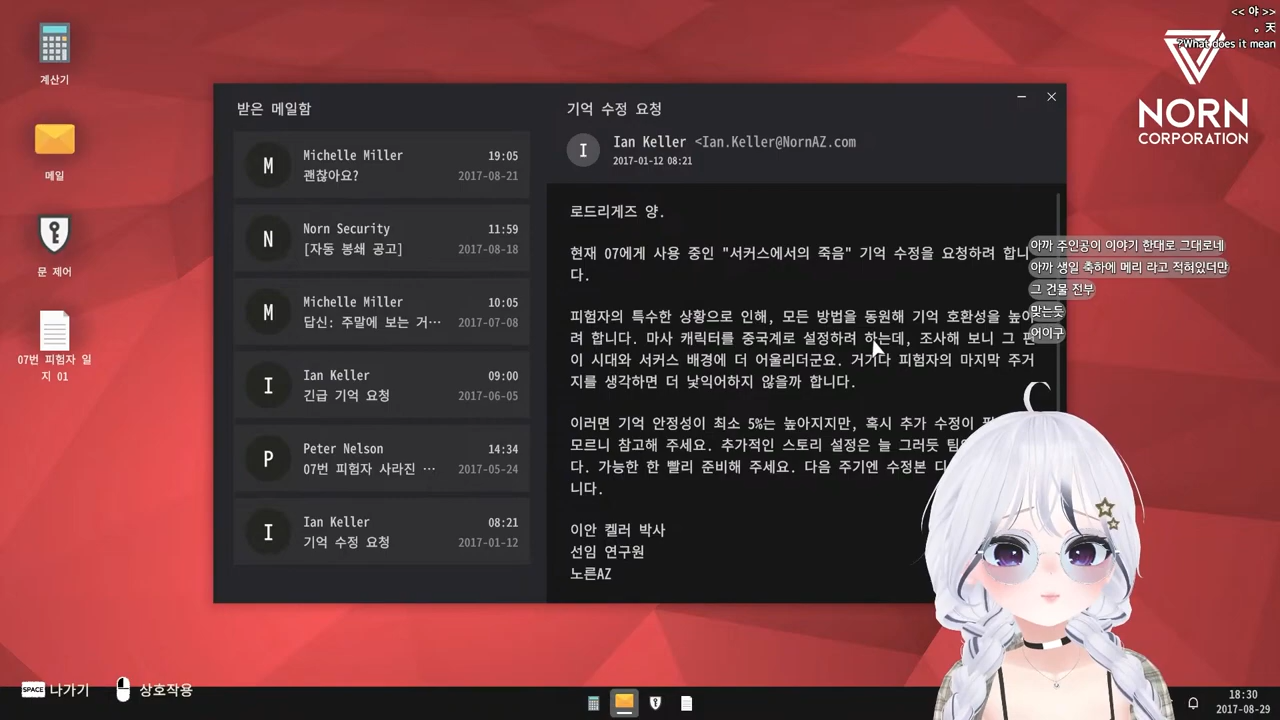 계산기
메일
문 제어
07번 피험자 일
지 01
받은 메일함
M
Michelle Miller 19:05
괜찮아요? 2017-08-21
N
Norn Security 11:59
[자동 봉쇄 공고] 2017-08-18
M
Michelle Miller 10:05
답신: 주말에 보는 거··· 2017-07-08
I
Ian Keller 09:00
긴급 기억 요청 2017-06-05
P
Peter Nelson 14:34
07번 피험자 사라진 ··· 2017-05-24
I
Ian Keller 08:21
기억 수정 요청 2017-01-12
기억 수정 요청
I
Ian Keller <Ian.Keller@NornAZ.com
2017-01-12 08:21
로드리게즈 양.
현재 07에게 사용 중인 "서커스에서의 죽음" 기억 수정을 요청하려 합니
다.
피험자의 특수한 상황으로 인해, 모든 방법을 동원해 기억 호환성을 높이
려 합니다. 마사 캐릭터를 중국계로 설정하려 하는데, 조사해 보니 그 편
이 시대와 서커스 배경에 더 어울리더군요. 거기다 피험자의 마지막 주거
지를 생각하면 더 낯익어하지 않을까 합니다.
이러면 기억 안정성이 최소 5%는 높아지지만, 혹시 추가 수정이
모르니 참고해 주세요. 추가적인 스토리 설정은 늘 그러듯
다. 가능한 한 빨리 준비해 주세요. 다음 주기엔 수정본
니다.
이안 켈러 박사
선임 연구원
노른AZ
<< 야 >>
。天
?What does it mean
NORN
CORPORATION
아까 주인공이 이야기 한대로 그대로네
아까 생일 축하에 메리 라고 적혀있더만
그 건물 전부
맞는듯
어이구
SPACE 나가기 상호작용
18:30
2017-08-29